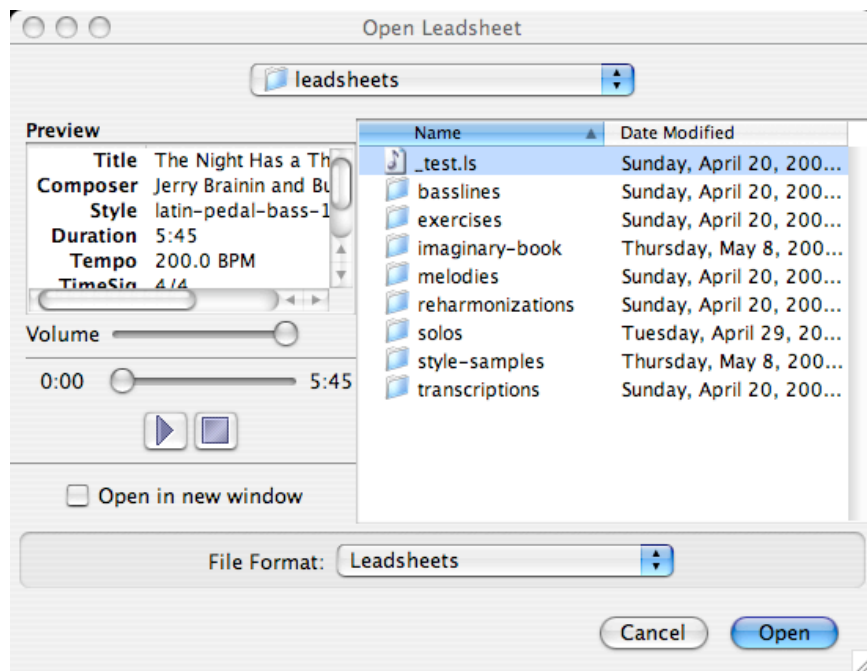 Open Leadsheet
leadsheets
Preview
Title The Night Has a Th
Composer Jerry Brainin and Bu
Style latin-pedal-bass-1
Duration 5:45
Tempo 200.0 BPM
TimeSig 4/4
Volume
0:00 5:45
Open in new window
Name Date Modified
_test.ls Sunday, April 20, 200...
basslines Sunday, April 20, 200...
exercises Sunday, April 20, 200...
imaginary-book Thursday, May 8, 200...
melodies Sunday, April 20, 200...
reharmonizations Sunday, April 20, 200...
solos Tuesday, April 29, 20...
style-samples Thursday, May 8, 200...
transcriptions Sunday, April 20, 200...
File Format: Leadsheets
Cancel Open